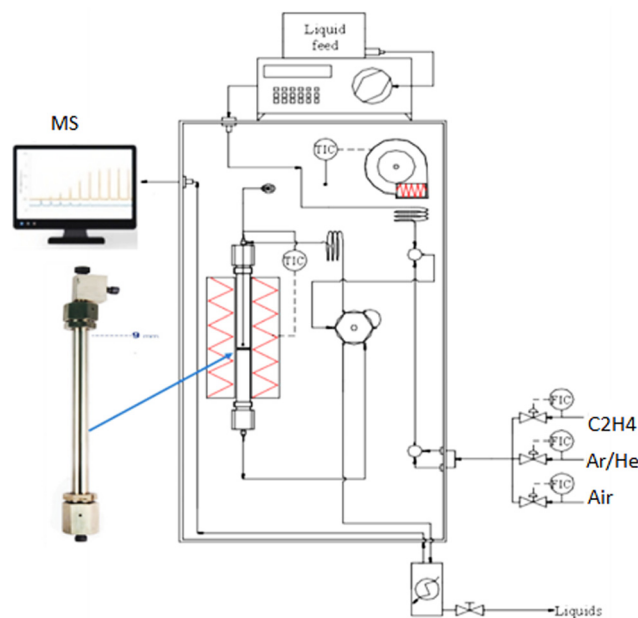 Liquid
feed
MS
TIC
TIC
9 mm
FIC
C2H4
FIC
Ar/He
FIC
Air
Liquids